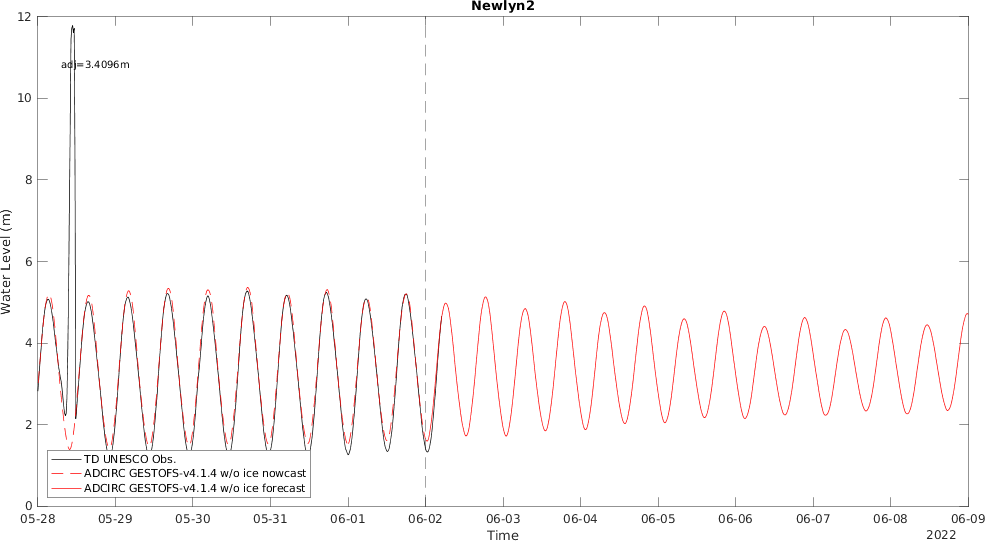 Newlyn2
12
10
8
6
4
2
0
Water Level (m)
adj=3.4096m
TD UNESCO Obs.
ADCIRC GESTOFS-v4.1.4 w/o ice nowcast
ADCIRC GESTOFS-v4.1.4 w/o ice forecast
05-28 05-29 05-30 05-31 06-01 06-02 06-03 06-04 06-05 06-06 06-07 06-08 06-09
Time
2022